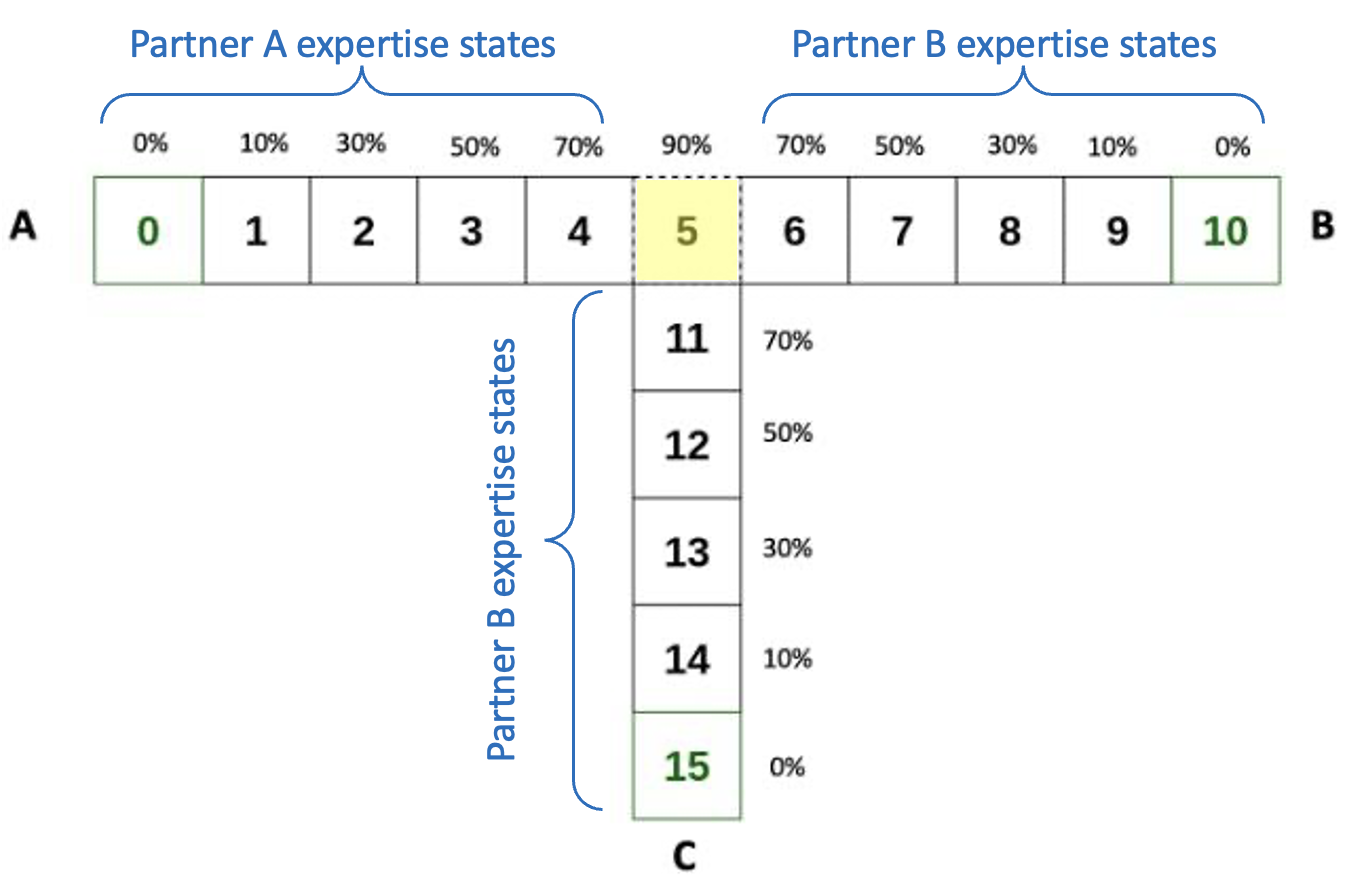 Partner A expertise states
Partner B expertise states
0% 10% 30% 50% 70% 90% 70% 50% 30% 10% 0%
A 0 1 2 3 4 5 6 7 8 9 10 B
Partner B expertise states
11 70%
12 50%
13 30%
14 10%
15 0%
C